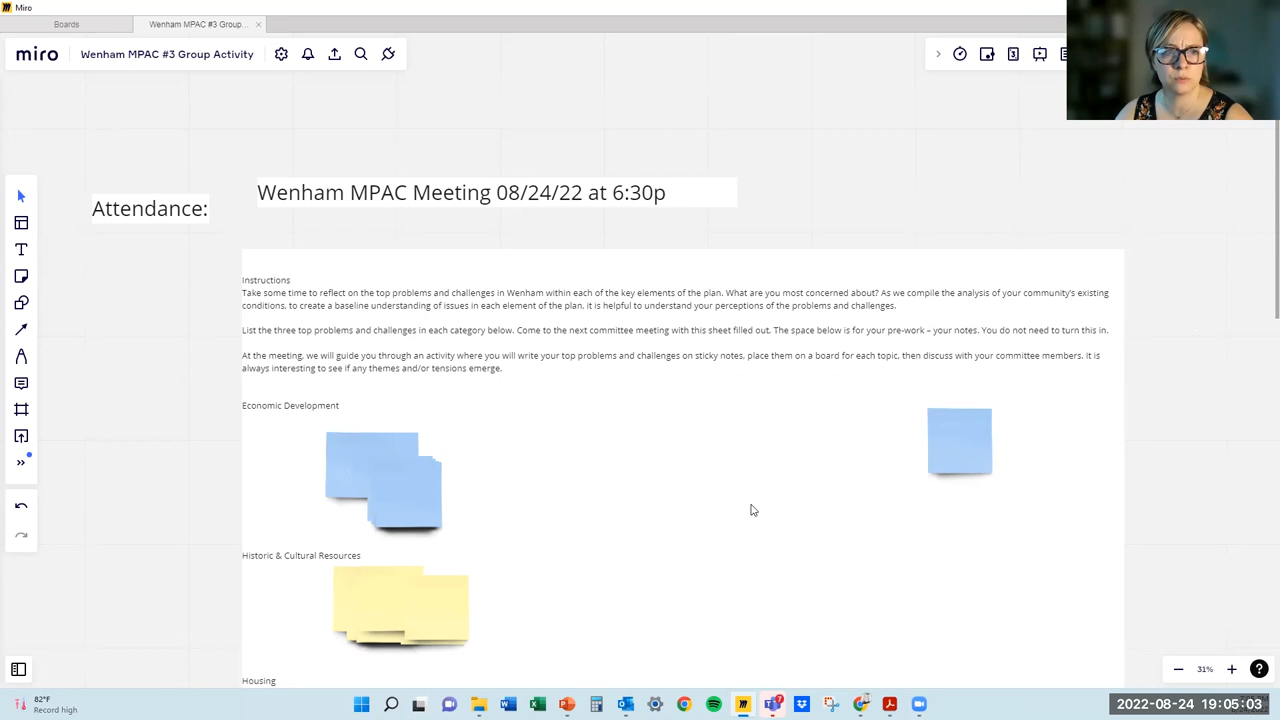 Miro
Boards
Wenham MPAC #3 Group...
miro
Wenham MPAC #3 Group Activity
Wenham MPAC Meeting 08/24/22 at 6:30p
Attendance:
Instructions
Take some time to reflect on the top problems and challenges in Wenham within each of the key elements of the plan. What are you most concerned about? As we compile the analysis of your community's existing
conditions, to create a baseline understanding of issues in each element of the plan, it is helpful to understand your perceptions of the problems and challenges.
List the three top problems and challenges in each category below. Come to the next committee meeting with this sheet filled out. The space below is for your pre-work – your notes. You do not need to turn this in.
At the meeting, we will guide you through an activity where you will write your top problems and challenges on sticky notes, place them on a board for each topic, then discuss with your committee members. It is
always interesting to see if any themes and/or tensions emerge.
Economic Development
Historic & Cultural Resources
Housing
31%
82°F
Record high
2022-08-24 19:05:03